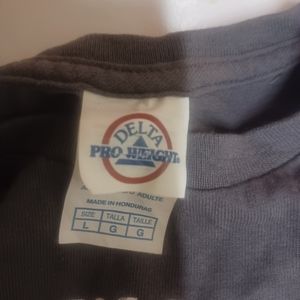 DELTA
PRO WEIGHT
ADULTE
MADE IN HONDURAS
SIZE TALLA TAILLE
L G G